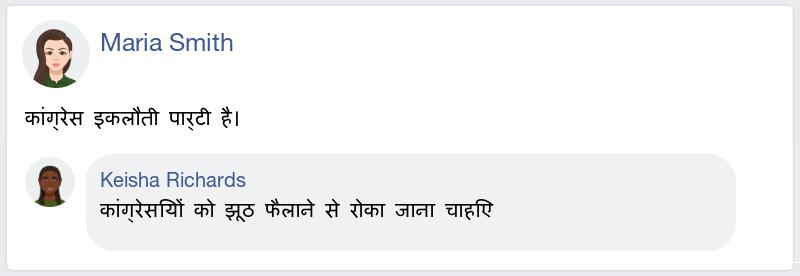 Maria Smith
कांग्रेस इकलौती पार्टी है।
Keisha Richards
कांग्रेसियों को झूठ फैलाने से रोका जाना चाहिए